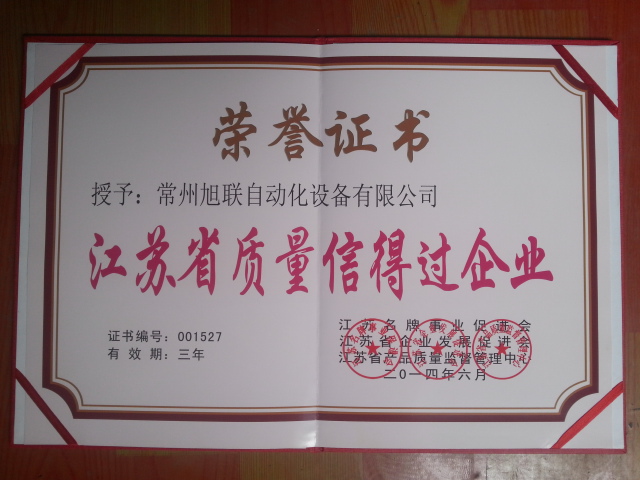 荣誉证书
授予：常州旭联自动化设备有限公司
江苏省质量信得过企业
证书编号：001527
有 效 期：三年
江苏名牌事业促进会
江苏省企业发展促进会
江苏省产品质量监督管理中心
二○一四年六月